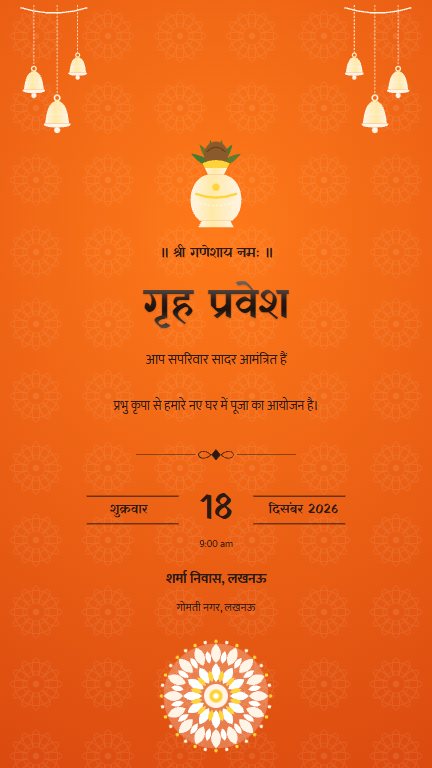 ॥ श्री गणेशाय नमः ॥
गृह प्रवेश
आप सपरिवार सादर आमंत्रित हैं
प्रभु कृपा से हमारे नए घर में पूजा का आयोजन है।
शुक्रवार 18 दिसंबर 2026
9:00 am
शर्मा निवास, लखनऊ
गोमती नगर, लखनऊ